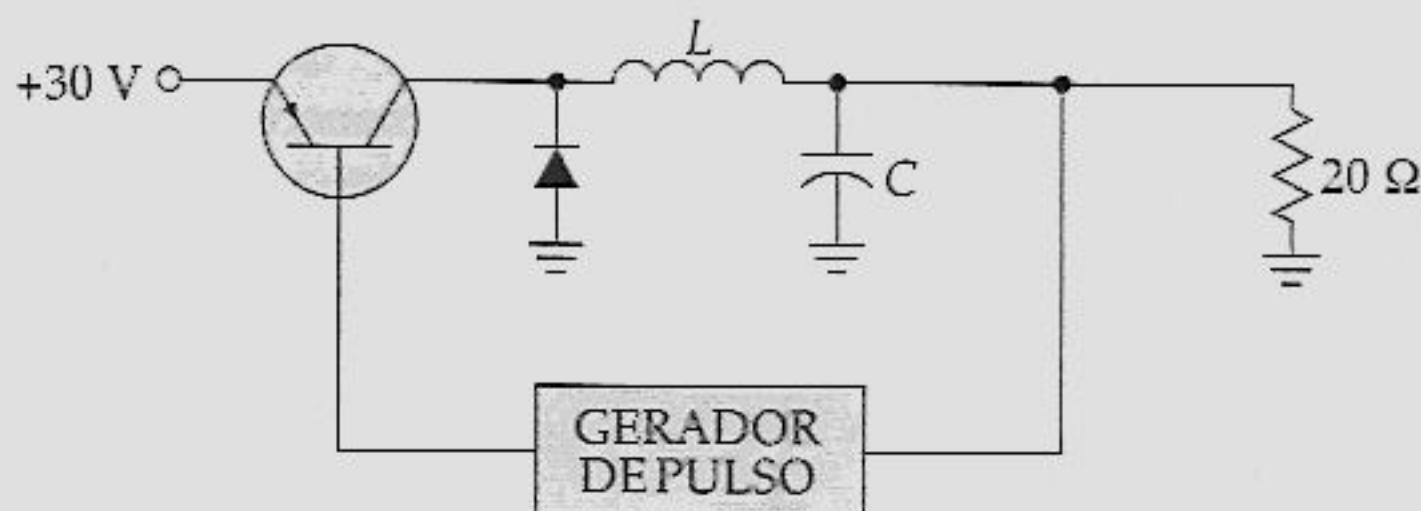 L
+30 V
C
20 Ω
GERADOR
DE PULSO